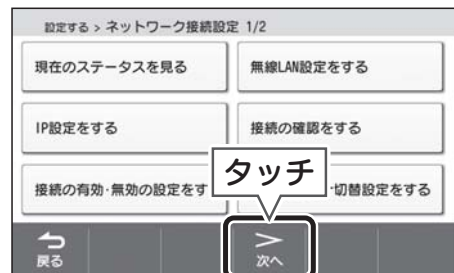 設定する > ネットワーク接続設定 1/2
現在のステータスを見る
無線LAN設定をする
IP設定をする
接続の確認をする
タッチ
接続の有効・無効の設定をす
・切替設定をする
戻る
次へ